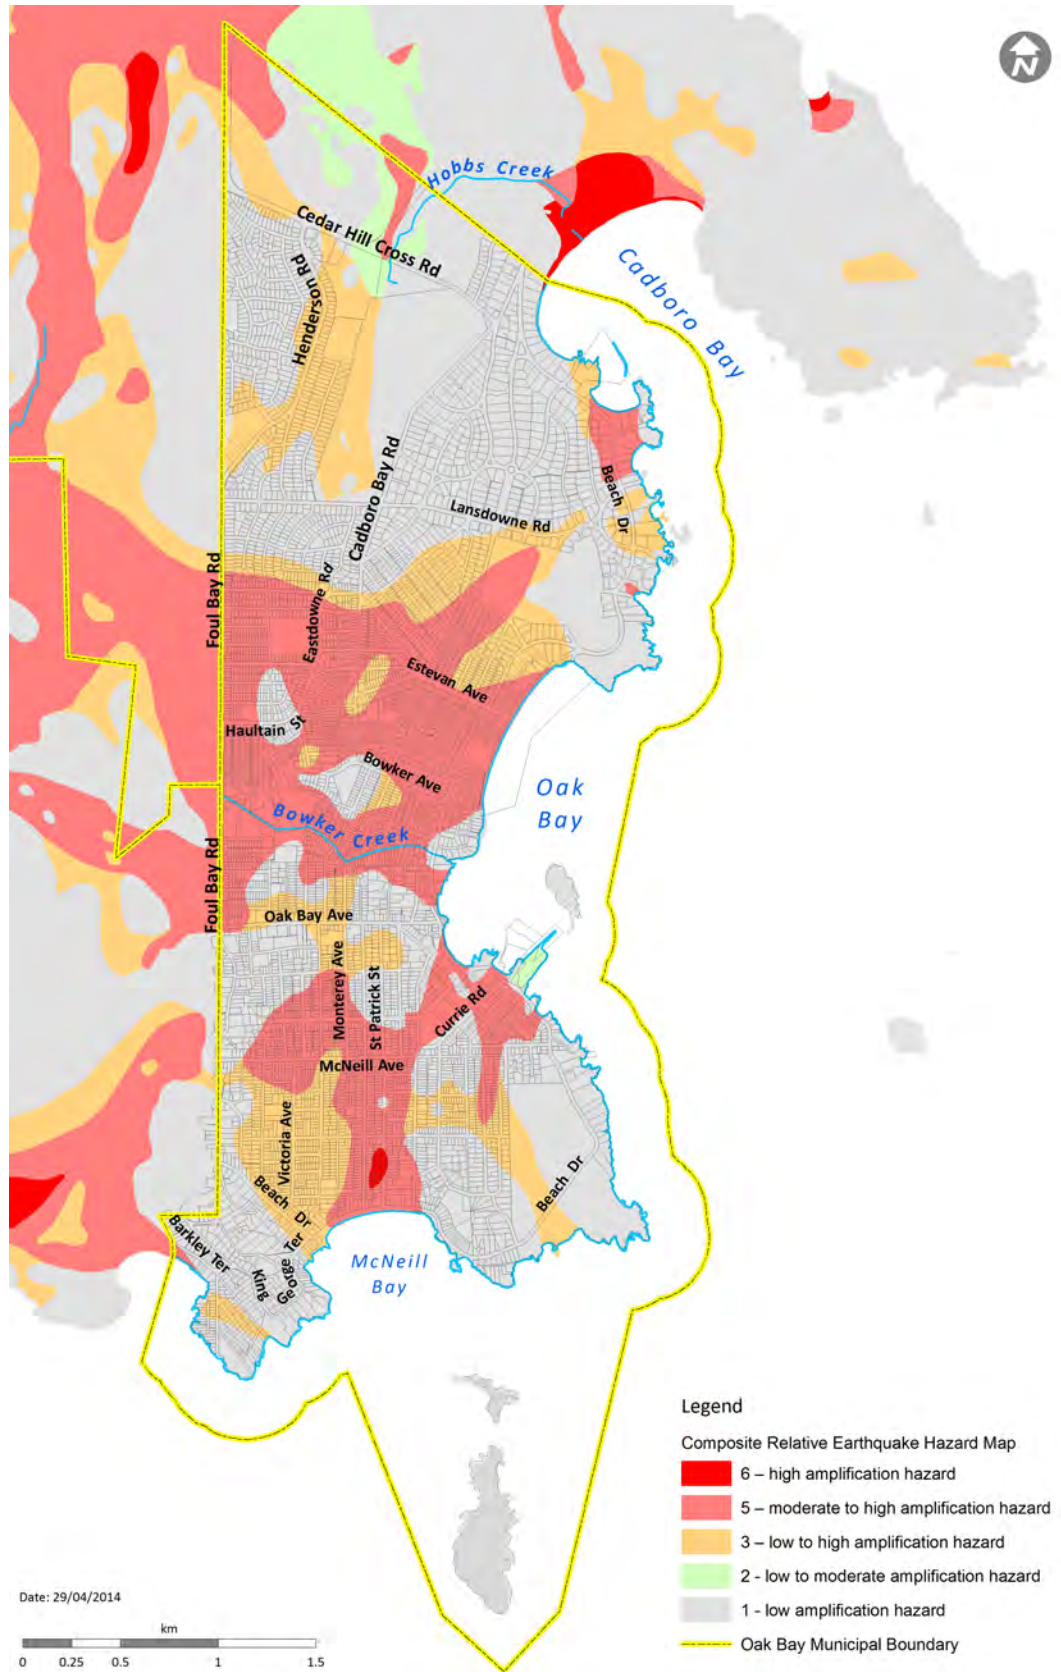 N
Hobbs Creek
Cedar Hill Cross Rd
Henderson Rd
Cadboro Bay
Cadboro Bay Rd
Beach Dr
Lansdowne Rd
Foul Bay Rd
Eastdowne Rd
Estevan Ave
Haultain St
Bowker Ave
Oak
Bay
Bowker Creek
Foul Bay Rd
Oak Bay Ave
Monterey Ave
St Patrick St
Currie Rd
McNeill Ave
Victoria Ave
Beach Dr
Beach Dr
Barkley Ter
King
George Ter
McNeill
Bay
Legend
Composite Relative Earthquake Hazard Map
6 – high amplification hazard
5 – moderate to high amplification hazard
3 – low to high amplification hazard
2 - low to moderate amplification hazard
1 - low amplification hazard
Oak Bay Municipal Boundary
Date: 29/04/2014
km
0 0.25 0.5 1 1.5